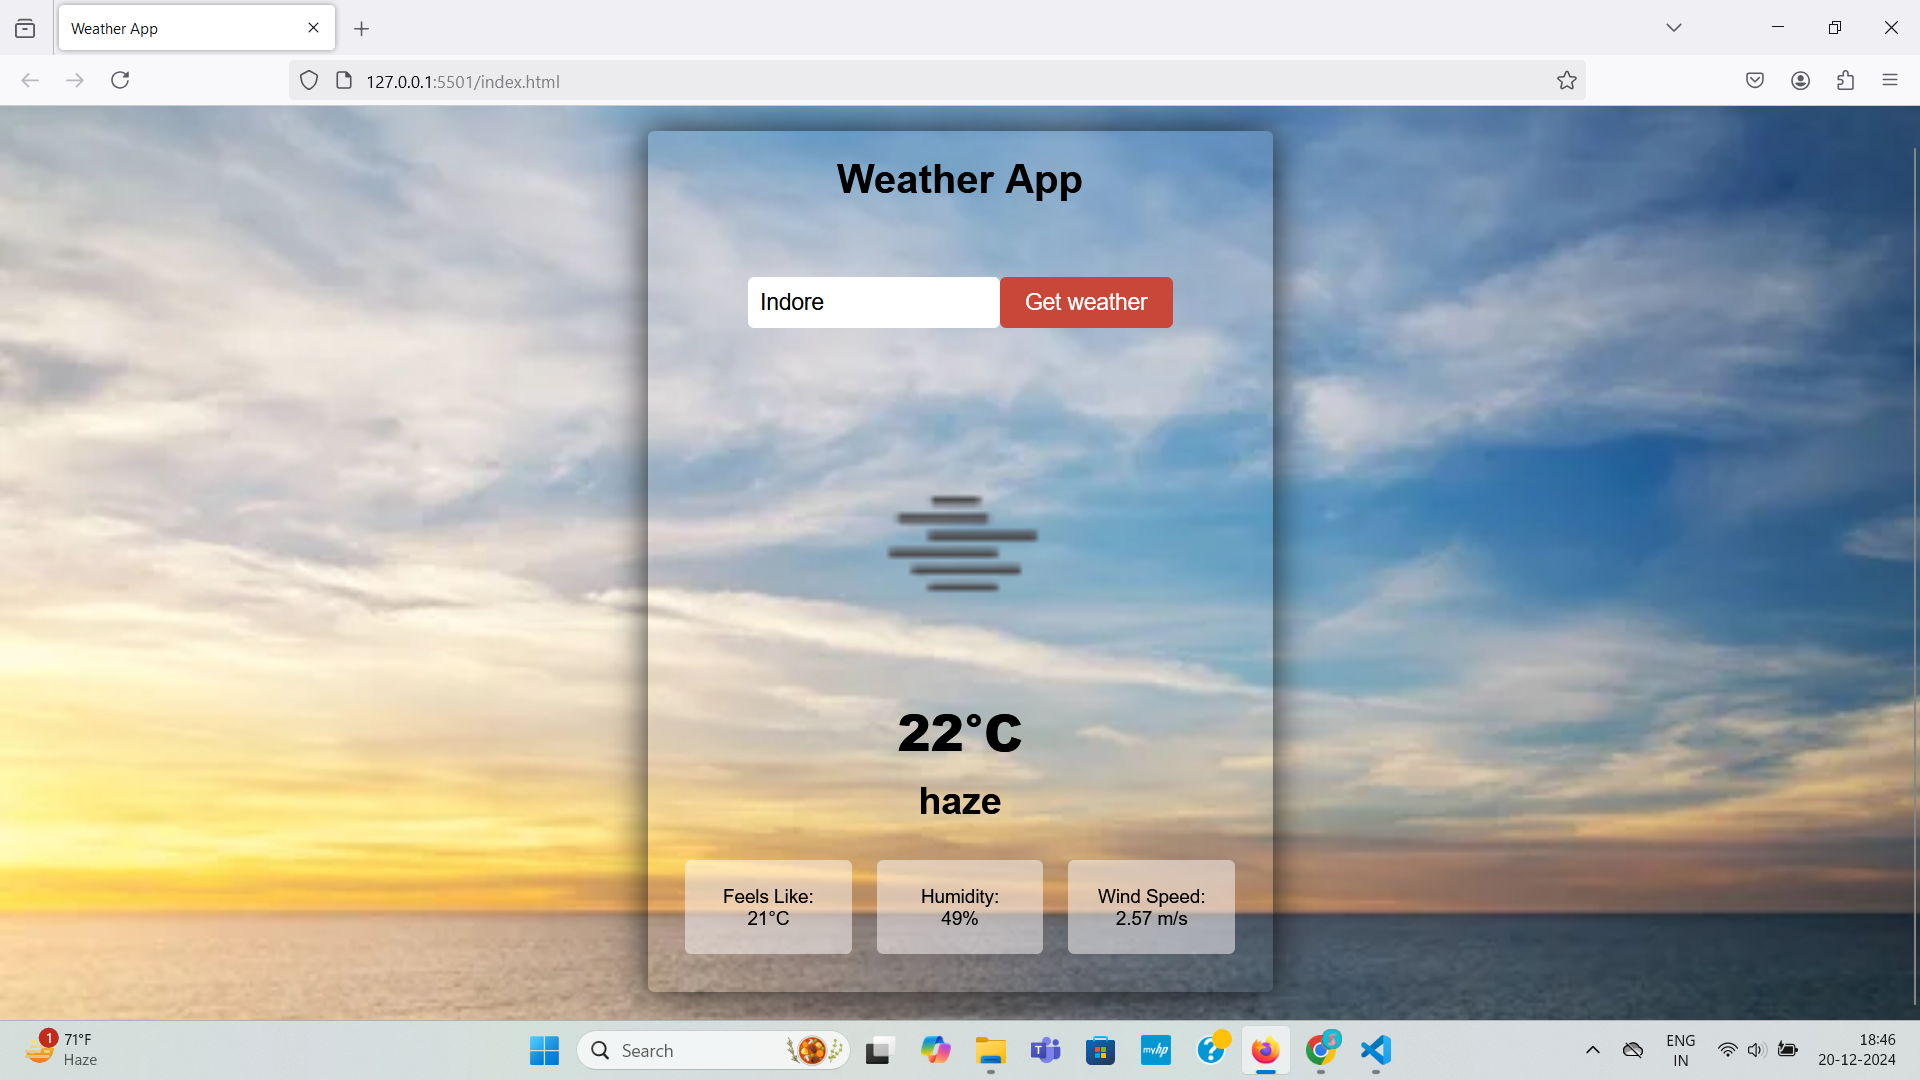 Weather App
127.0.0.1:5501/index.html
Weather App
Indore
Get weather
22°C
haze
Feels Like:
21°C
Humidity:
49%
Wind Speed:
2.57 m/s
1
71°F
Haze
Search
T
myhp
?
ENG
IN
18:46
20-12-2024